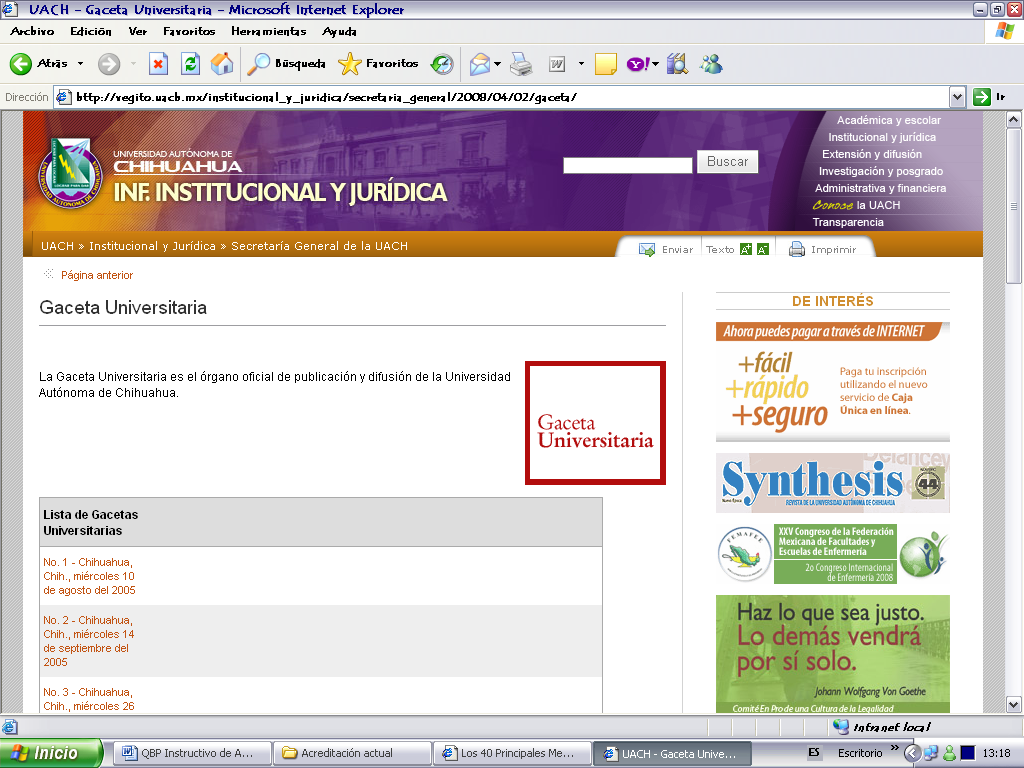 UACH - Gaceta Universitaria - Microsoft Internet Explorer
Archivo Edición Ver Favoritos Herramientas Ayuda
Atrás Búsqueda Favoritos
Dirección http://vegito.uach.mx/institucional_y_juridica/secretaria_general/2008/04/02/gaceta/ Ir
UNIVERSIDAD AUTÓNOMA DE
CHIHUAHUA
INF. INSTITUCIONAL Y JURÍDICA
Buscar
Académica y escolar
Institucional y jurídica
Extensión y difusión
Investigación y posgrado
Administrativa y financiera
Conoce la UACH
Transparencia
UACH » Institucional y Jurídica » Secretaría General de la UACH
Enviar Texto A+ A- Imprimir
Página anterior
Gaceta Universitaria
La Gaceta Universitaria es el órgano oficial de publicación y difusión de la Universidad
Autónoma de Chihuahua.
Gaceta
Universitaria
Lista de Gacetas
Universitarias
No. 1 - Chihuahua,
Chih., miércoles 10
de agosto del 2005
No. 2 - Chihuahua,
Chih., miércoles 14
de septiembre del
2005
No. 3 - Chihuahua,
Chih., miércoles 26
DE INTERÉS
Ahora puedes pagar a través de INTERNET
+fácil
+rápido
+seguro
Paga tu inscripción
utilizando el nuevo
servicio de Caja
Única en línea.
Delancey
Synthesis
44
REVISTA DE LA UNIVERSIDAD AUTÓNOMA DE CHIHUAHUA
FEMAFEE
XXV Congreso de la Federación
Mexicana de Facultades y
Escuelas de Enfermería
2o Congreso Internacional
de Enfermería 2008
Haz lo que sea justo.
Lo demás vendrá
por sí solo.
Johann Wolfgang Von Goethe
Comité En Pro de una Cultura de la Legalidad
Intranet local
Inicio QBP Instructivo de A... Acreditación actual Los 40 Principales Me... UACH - Gaceta Unive... ES Escritorio » 13:18